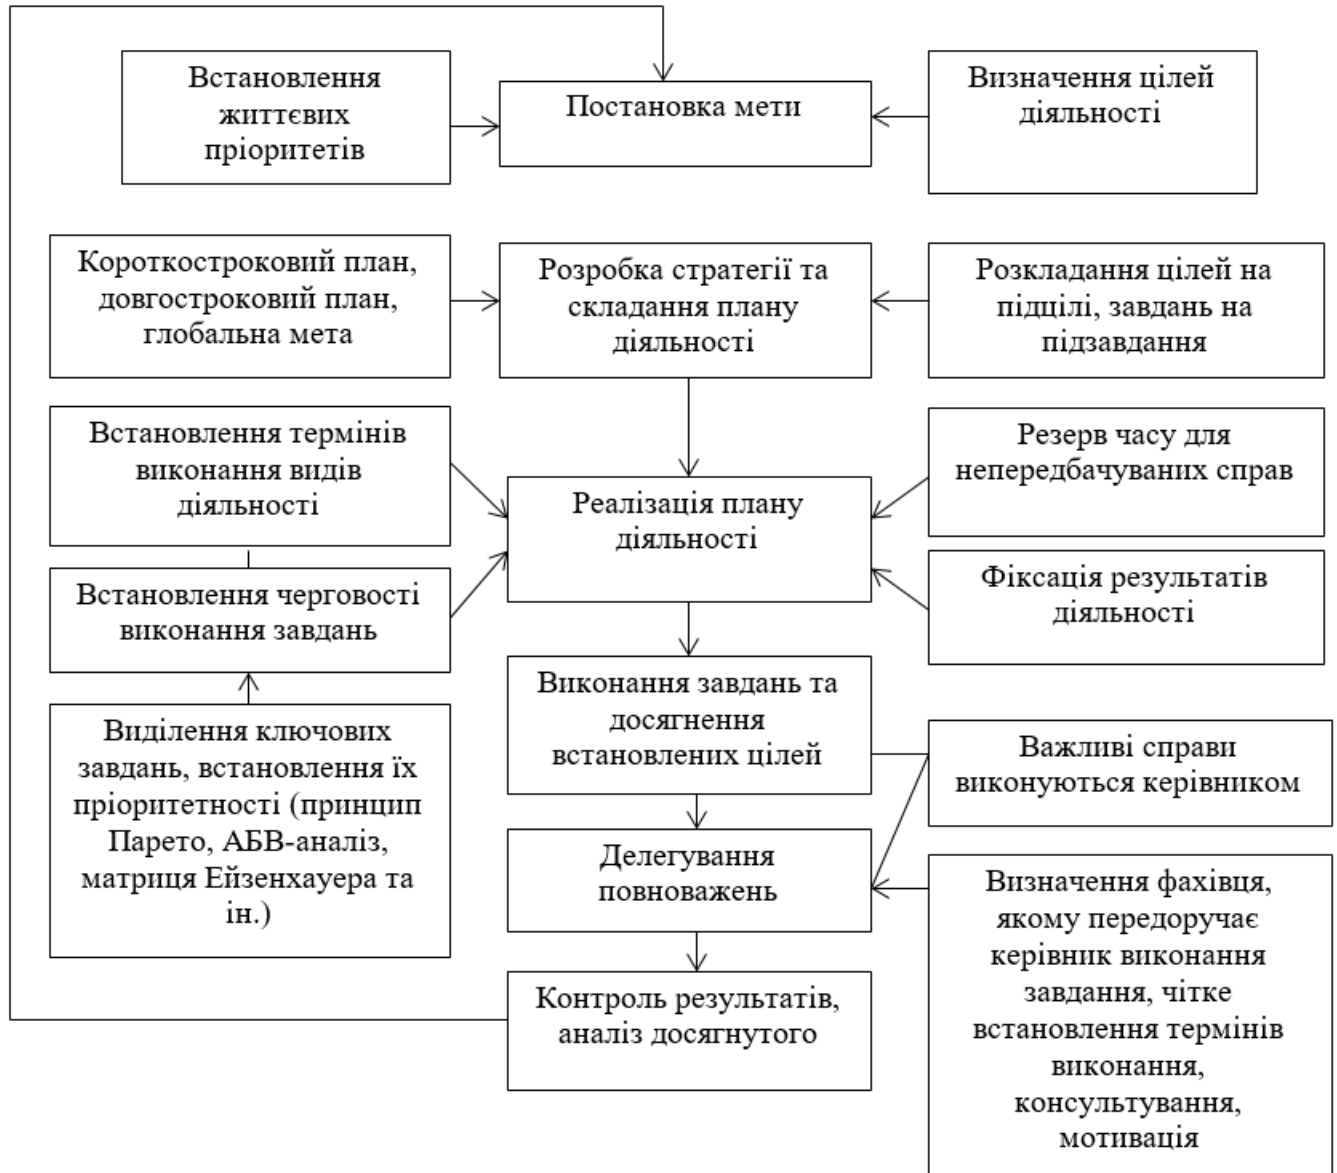 Встановлення
життєвих
пріоритетів
Постановка мети
Визначення цілей
діяльності
Короткостроковий план,
довгостроковий план,
глобальна мета
Розробка стратегії та
складання плану
діяльності
Розкладання цілей на
підцілі, завдань на
підзавдання
Встановлення термінів
виконання видів
діяльності
Реалізація плану
діяльності
Резерв часу для
непередбачуваних справ
Фіксація результатів
діяльності
Встановлення черговості
виконання завдань
Виділення ключових
завдань, встановлення їх
пріоритетності (принцип
Парето, АБВ-аналіз,
матриця Ейзенхауера та
ін.)
Виконання завдань та
досягнення
встановлених цілей
Важливі справи
виконуються керівником
Делегування
повноважень
Визначення фахівця,
якому передоручає
керівник виконання
завдання, чітке
встановлення термінів
виконання,
консультування,
мотивація
Контроль результатів,
аналіз досягнутого